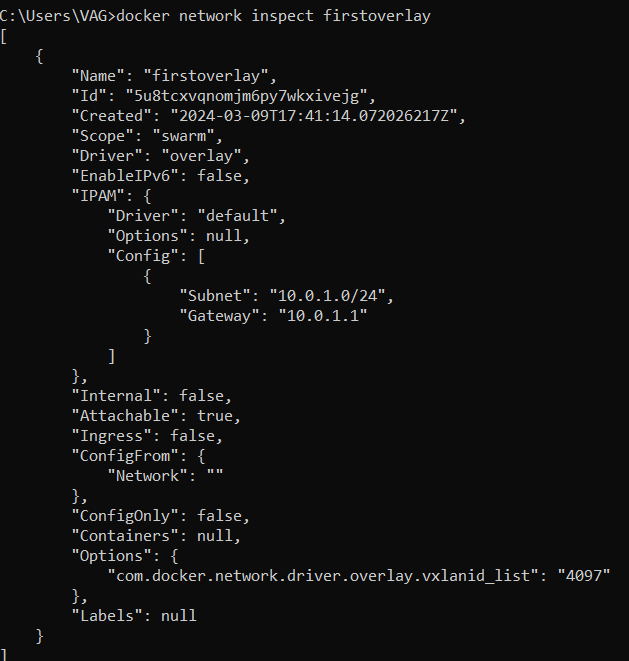 C:\Users\VAG>docker network inspect firstoverlay
[
    {
        "Name": "firstoverlay",
        "Id": "5u8tcxvqnomjm6py7wkxivejg",
        "Created": "2024-03-09T17:41:14.072026217Z",
        "Scope": "swarm",
        "Driver": "overlay",
        "EnableIPv6": false,
        "IPAM": {
            "Driver": "default",
            "Options": null,
            "Config": [
                {
                    "Subnet": "10.0.1.0/24",
                    "Gateway": "10.0.1.1"
                }
            ]
        },
        "Internal": false,
        "Attachable": true,
        "Ingress": false,
        "ConfigFrom": {
            "Network": ""
        },
        "ConfigOnly": false,
        "Containers": null,
        "Options": {
            "com.docker.network.driver.overlay.vxlanid_list": "4097"
        },
        "Labels": null
    }
]